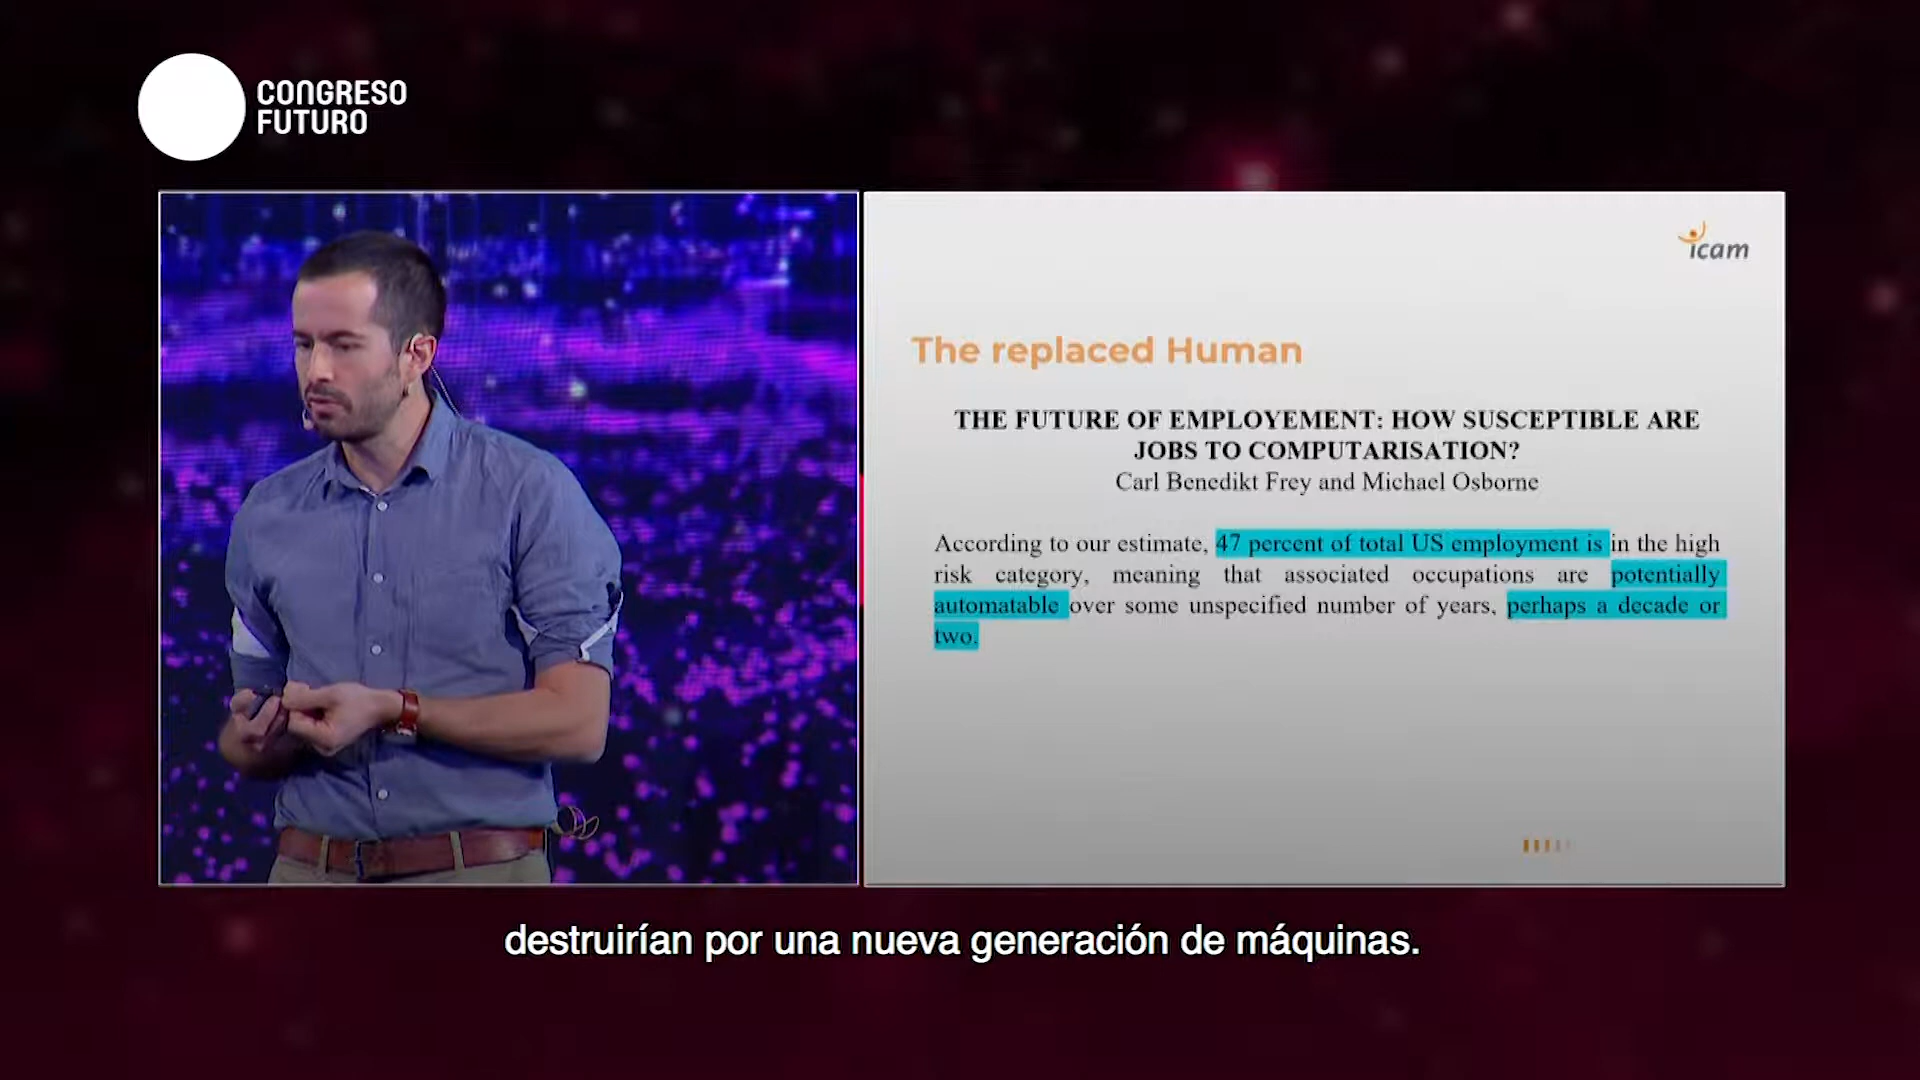 CONGRESO
FUTURO
icam
The replaced Human
THE FUTURE OF EMPLOYEMENT: HOW SUSCEPTIBLE ARE
JOBS TO COMPUTARISATION?
Carl Benedikt Frey and Michael Osborne
According to our estimate, 47 percent of total US employment is in the high
risk category, meaning that associated occupations are potentially
automatable over some unspecified number of years, perhaps a decade or
two.
destruirían por una nueva generación de máquinas.